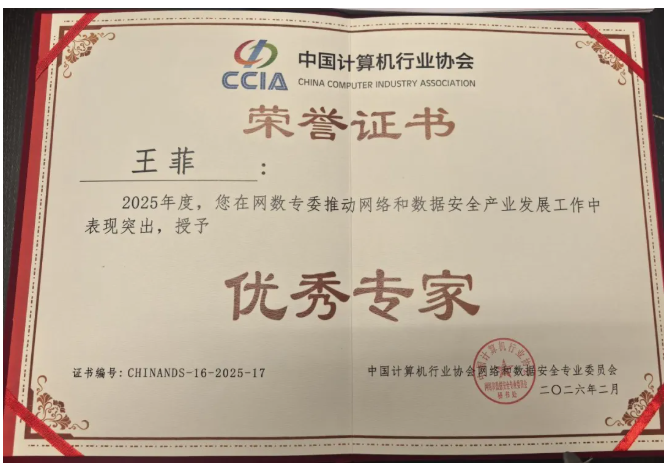 CCIA
中国计算机行业协会
CHINA COMPUTER INDUSTRY ASSOCIATION
荣誉证书
王菲:
2025年度，您在网数专委推动网络和数据安全产业发展工作中
表现突出，授予
优秀专家
证书编号：CHINANDS-16-2025-17
中国计算机行业协会网络和数据安全专业委员会
二〇二六年二月
秘书处